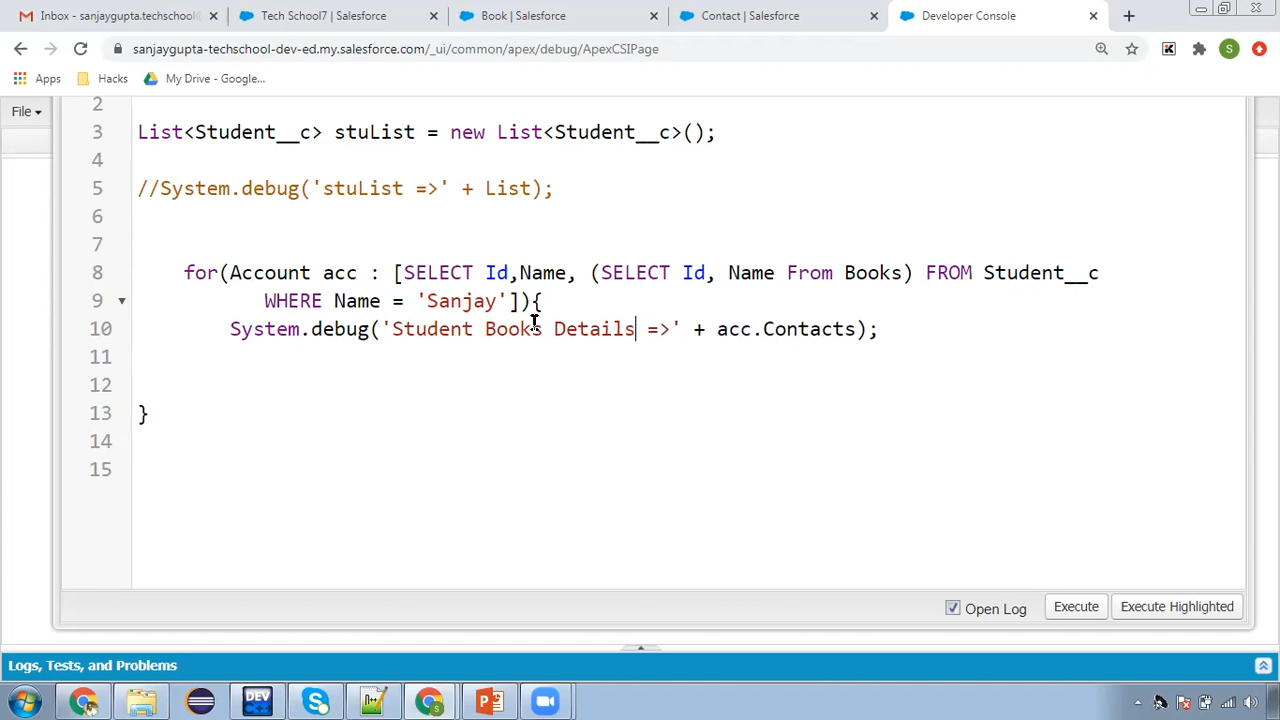 Inbox - sanjaygupta.techschool@
Tech School7 | Salesforce
Book | Salesforce
Contact | Salesforce
Developer Console
sanjaygupta-techschool-dev-ed.my.salesforce.com/_ui/common/apex/debug/ApexCSIPage
Apps
Hacks
My Drive - Google...
File
2
3 List<Student__c> stuList = new List<Student__c>();
4
5 //System.debug('stuList =>' + List);
6
7
8 for(Account acc : [SELECT Id,Name, (SELECT Id, Name From Books) FROM Student__c
9 WHERE Name = 'Sanjay']){
10 System.debug('Student Books Details =>' + acc.Contacts);
11
12
13 }
14
15
Open Log
Execute
Execute Highlighted
Logs, Tests, and Problems